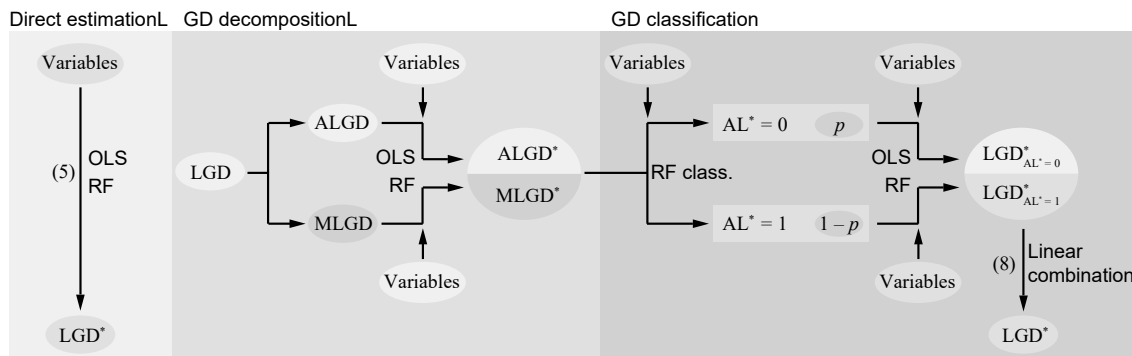 Direct estimationL
GD decompositionL
GD classification
Variables
(5)
OLS
RF
LGD*
LGD
ALGD
MLGD
Variables
OLS
RF
Variables
ALGD*
MLGD*
Variables
RF class.
AL* = 0
p
AL* = 1
1 – p
Variables
OLS
RF
Variables
LGD*AL* = 0
LGD*AL* = 1
(8)
Linear
combination
LGD*